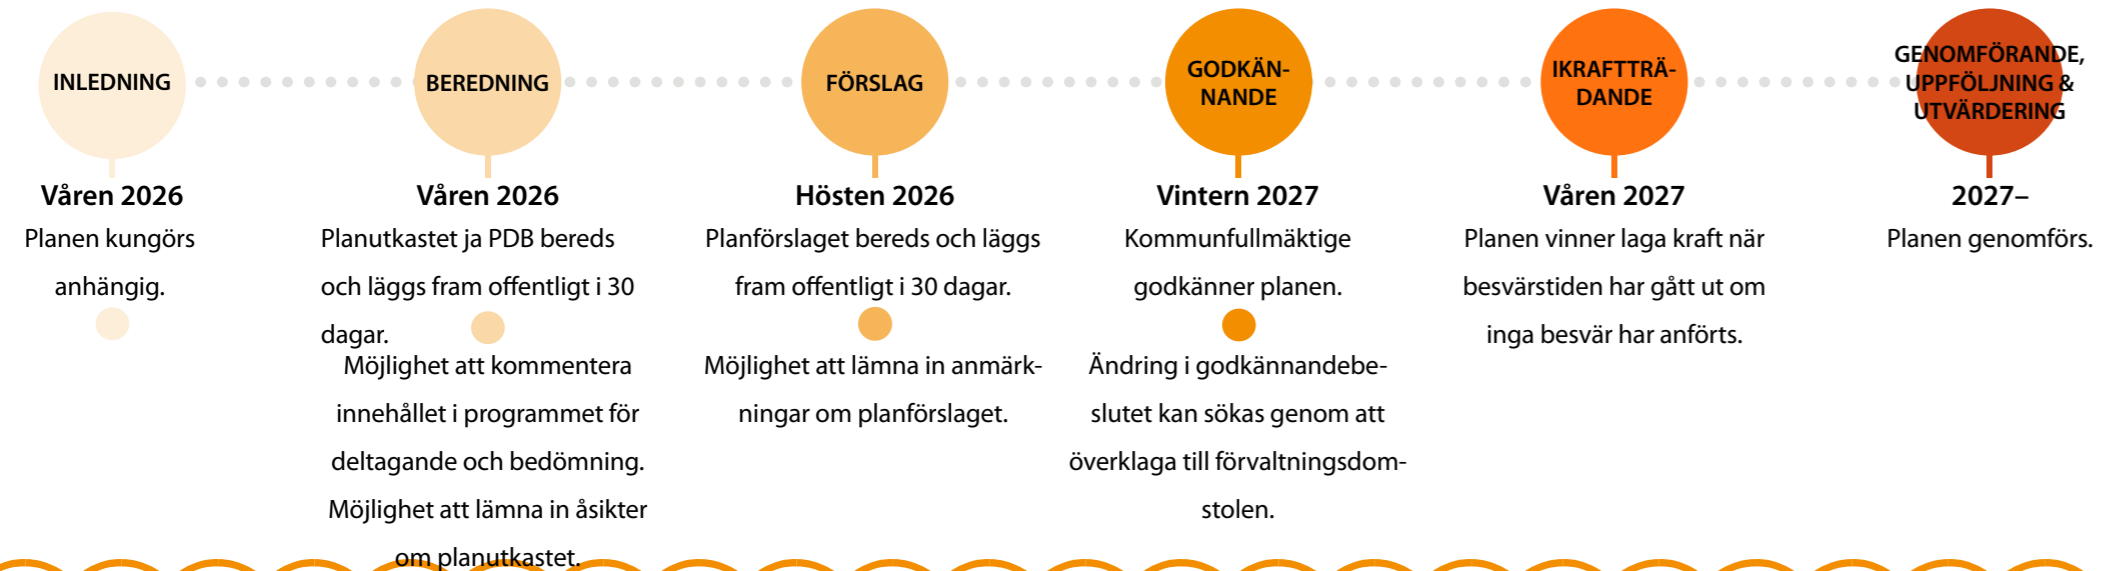 INLEDNING
Våren 2026
Planen kungörs
anhängig.
BEREDNING
Våren 2026
Planutkastet ja PDB bereds
och läggs fram offentligt i 30
dagar.
Möjlighet att kommentera
innehållet i programmet för
deltagande och bedömning.
Möjlighet att lämna in åsikter
om planutkastet.
FÖRSLAG
Hösten 2026
Planförslaget bereds och läggs
fram offentligt i 30 dagar.
Möjlighet att lämna in anmärk-
ningar om planförslaget.
GODKÄN-
NANDE
Vintern 2027
Kommunfullmäktige
godkänner planen.
Ändring i godkännandebe-
slutet kan sökas genom att
överklaga till förvaltningsdom-
stolen.
IKRAFTTRÄ-
DANDE
Våren 2027
Planen vinner laga kraft när
besvärstiden har gått ut om
inga besvär har anförts.
GENOMFÖRANDE,
UPPFÖLJNING &
UTVÄRDERING
2027–
Planen genomförs.